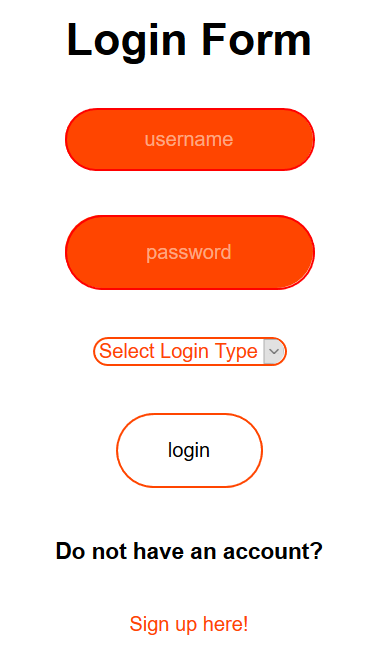 Login Form
username
password
Select Login Type
login
Do not have an account?
Sign up here!